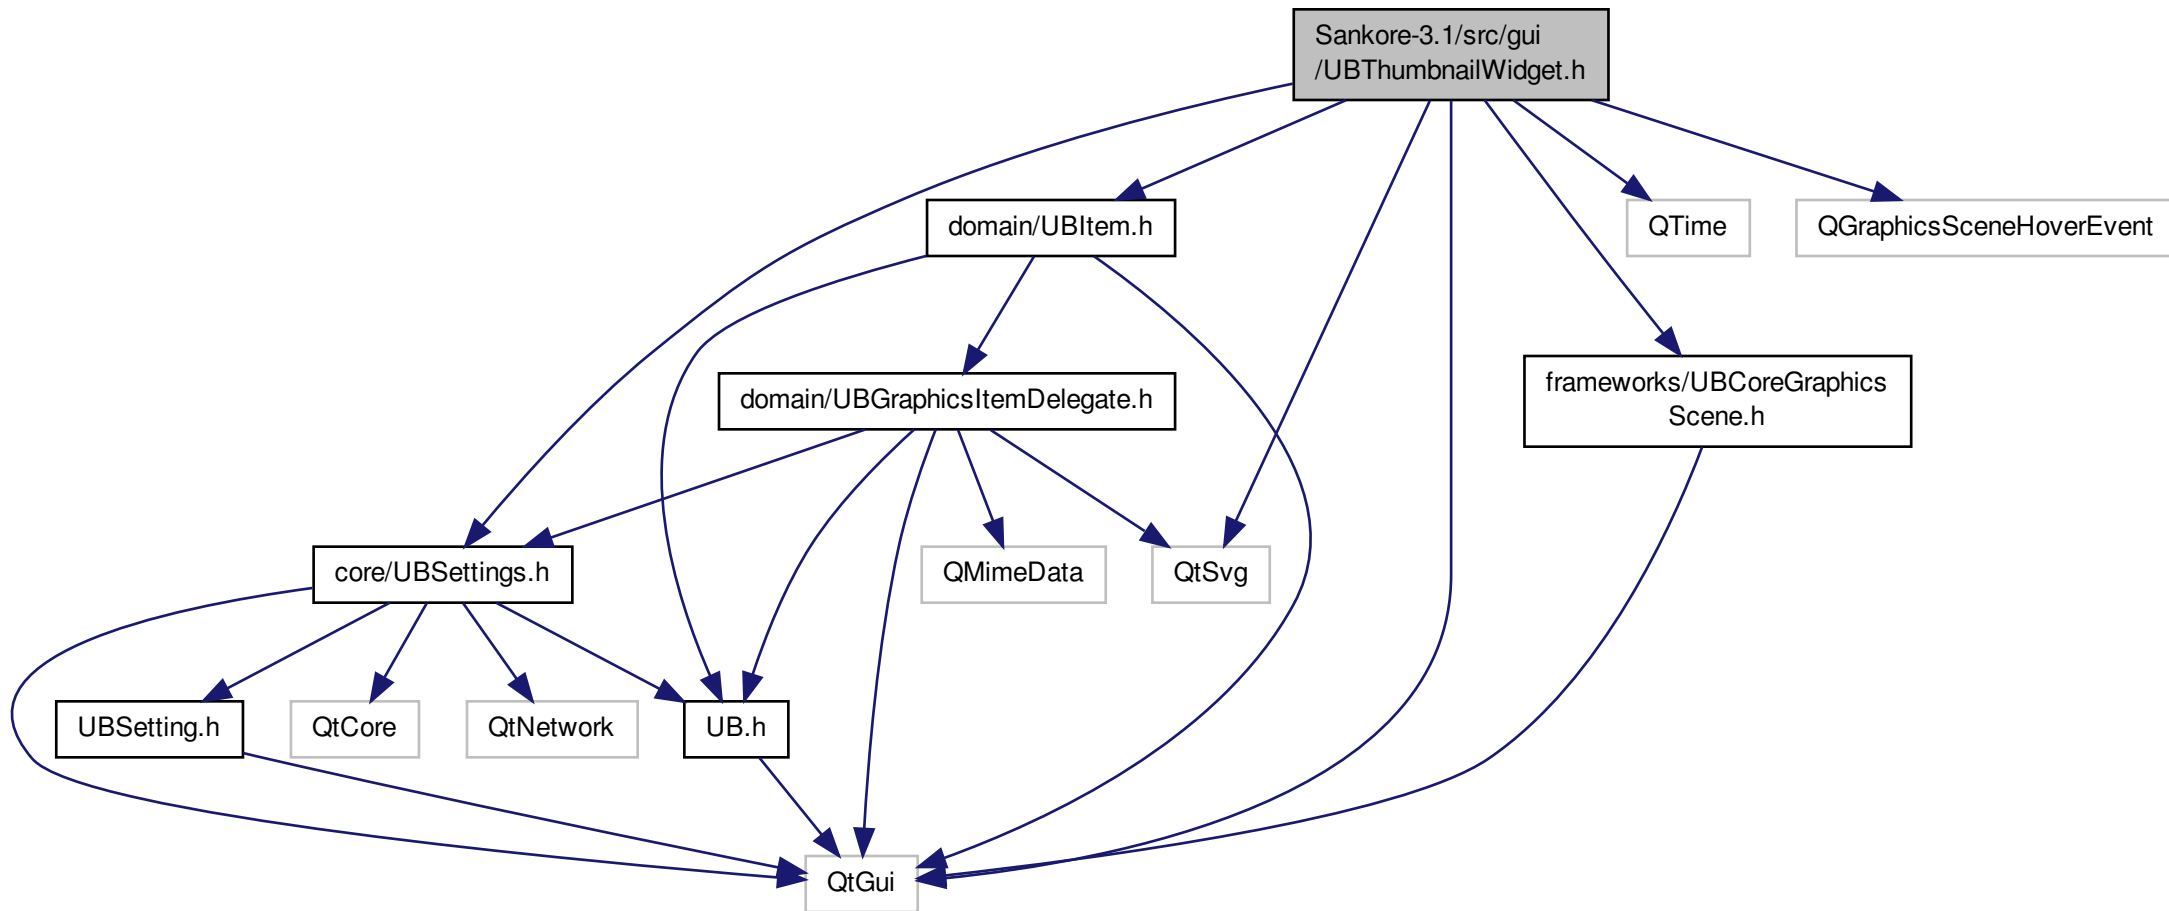 Sankore-3.1/src/gui
/UBThumbnailWidget.h
domain/UBItem.h
QTime
QGraphicsSceneHoverEvent
domain/UBGraphicsItemDelegate.h
frameworks/UBCoreGraphics
Scene.h
core/UBSettings.h
QMimeData
QtSvg
UBSetting.h
QtCore
QtNetwork
UB.h
QtGui